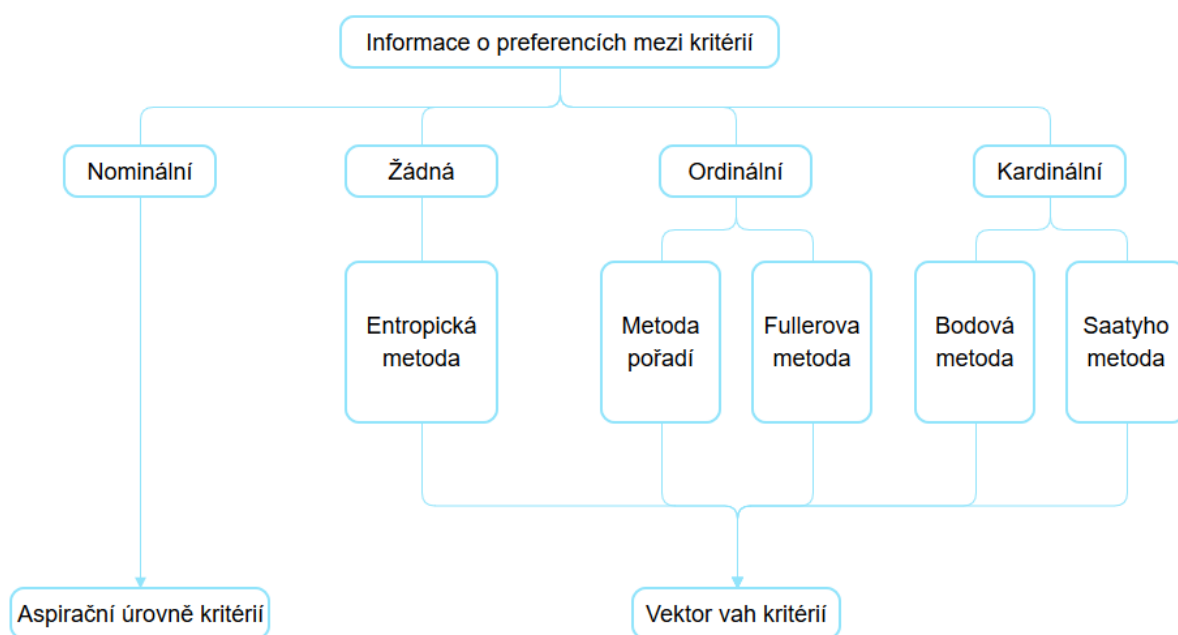 Informace o preferencích mezi kritérií
Nominální
Žádná
Ordinální
Kardinální
Entropická
metoda
Metoda
pořadí
Fullerova
metoda
Bodová
metoda
Saatyho
metoda
Aspirační úrovně kritérií
Vektor vah kritérií